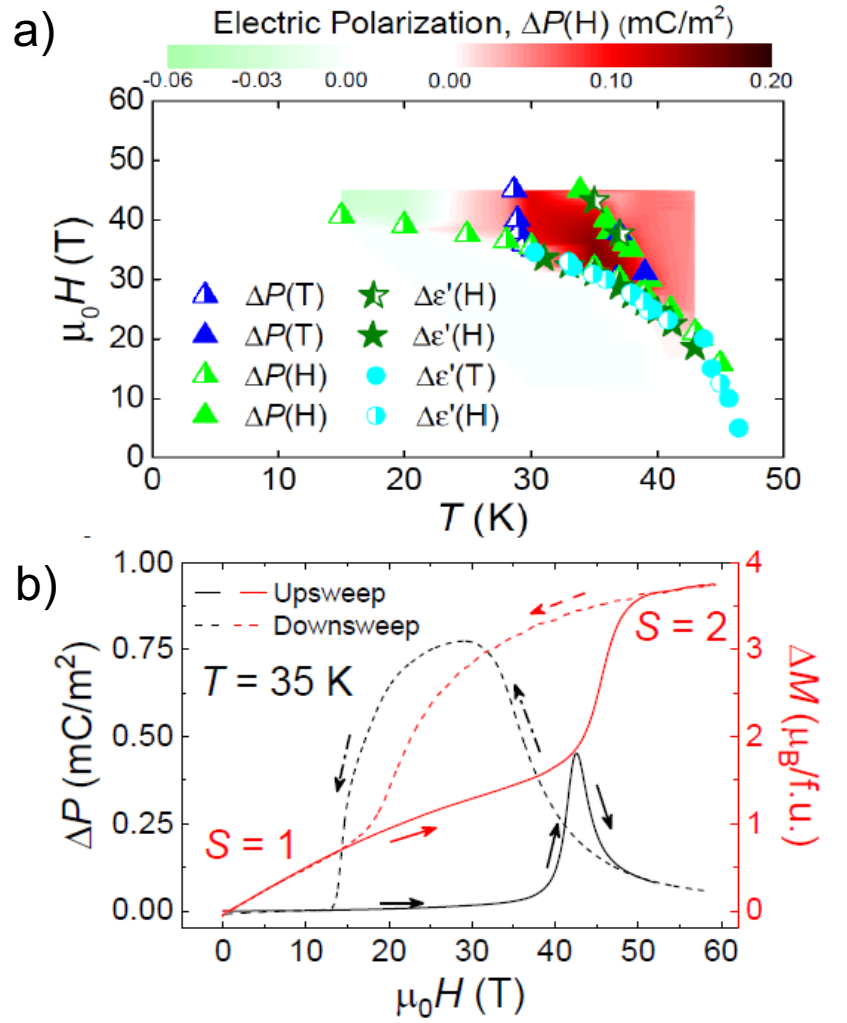 a)
Electric Polarization, ΔP(H) (mC/m²)
-0.06 -0.03 0.00 0.00 0.10 0.20
60
50
40
30
20
10
0
μ₀H (T)
ΔP(T) Δε'(H)
ΔP(T) Δε'(H)
ΔP(H) Δε'(T)
ΔP(H) Δε'(H)
0 10 20 30 40 50
T (K)
b)
1.00
0.75
0.50
0.25
0.00
ΔP (mC/m²)
Upsweep
Downsweep
T = 35 K
S = 2
S = 1
4
3
2
1
0
ΔM (μB/f.u.)
0 10 20 30 40 50 60
μ₀H (T)